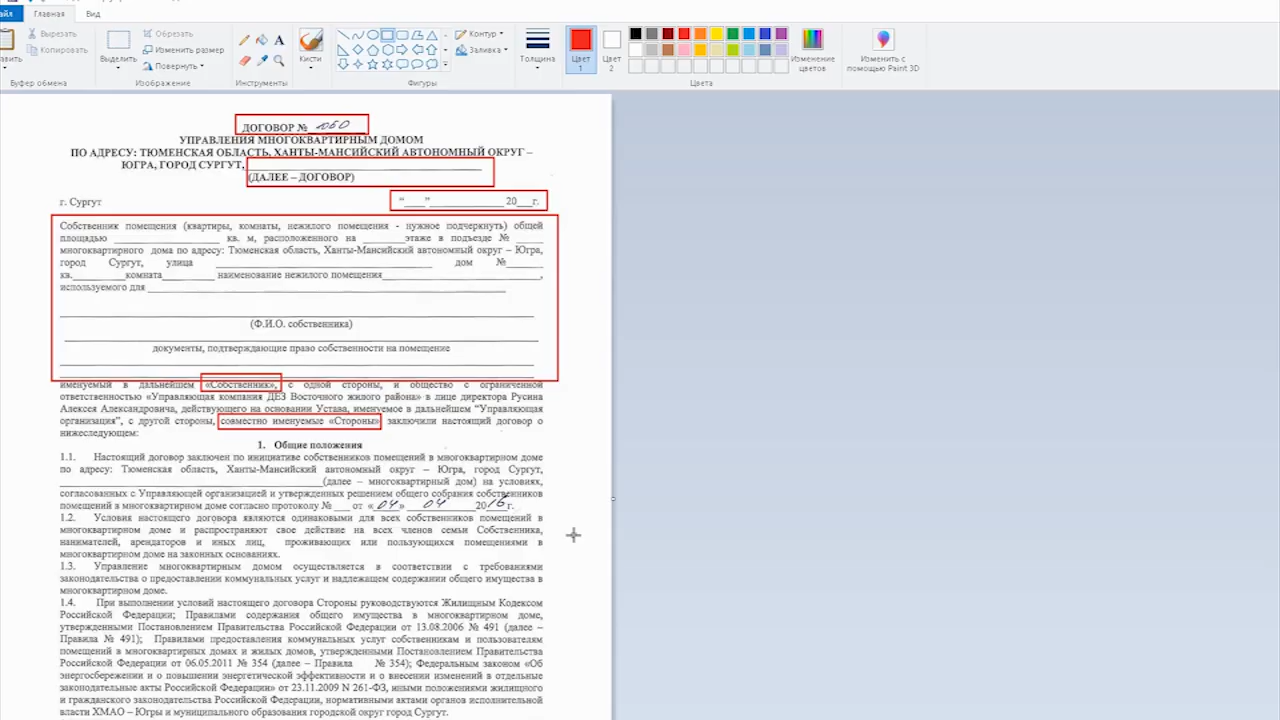 айл Главная Вид
Вырезать
Копировать
авить
Буфер обмена
Выделить
Обрезать
Изменить размер
Повернуть
Изображение
A
Инструменты
Кисти
Контур
Заливка
Фигуры
Толщина
Цвет 1
Цвет 2
Изменение цветов
Цвета
Изменить с помощью Paint 3D
ДОГОВОР № 060
УПРАВЛЕНИЯ МНОГОКВАРТИРНЫМ ДОМОМ
ПО АДРЕСУ: ТЮМЕНСКАЯ ОБЛАСТЬ, ХАНТЫ-МАНСИЙСКИЙ АВТОНОМНЫЙ ОКРУГ –
ЮГРА, ГОРОД СУРГУТ, ____________________
(ДАЛЕЕ – ДОГОВОР)
г. Сургут “____”______________ 20___г.
Собственник помещения (квартиры, комнаты, нежилого помещения - нужное подчеркнуть) общей
площадью ____________________ кв. м, расположенного на ________этаже в подъезде № _____
многоквартирного дома по адресу: Тюменская область, Ханты-Мансийский автономный округ – Югра,
город Сургут, улица ____________________ дом №_______
кв.__________комната__________ наименование нежилого помещения____________________,
используемого для ____________________
(Ф.И.О. собственника)
документы, подтверждающие право собственности на помещение
именуемый в дальнейшем «Собственник», с одной стороны, и общество с ограниченной
ответственностью «Управляющая компания ДЕЗ Восточного жилого района» в лице директора Русина
Алексея Александровича, действующего на основании Устава, именуемое в дальнейшем “Управляющая
организация”, с другой стороны, совместно именуемые «Стороны» заключили настоящий договор о
нижеследующем:
1. Общие положения
1.1. Настоящий договор заключен по инициативе собственников помещений в многоквартирном доме
по адресу: Тюменская область, Ханты-Мансийский автономный округ – Югра, город Сургут,
____________________(далее – многоквартирный дом) на условиях,
согласованных с Управляющей организацией и утвержденных решением общего собрания собственников
помещений в многоквартирном доме согласно протоколу № ___ от «04» 04 2016г.
1.2. Условия настоящего договора являются одинаковыми для всех собственников помещений в
многоквартирном доме и распространяют свое действие на всех членов семьи Собственника,
нанимателей, арендаторов и иных лиц, проживающих или пользующихся помещениями в
многоквартирном доме на законных основаниях.
1.3. Управление многоквартирным домом осуществляется в соответствии с требованиями
законодательства о предоставлении коммунальных услуг и надлежащем содержании общего имущества в
многоквартирном доме.
1.4. При выполнении условий настоящего договора Стороны руководствуются Жилищным Кодексом
Российской Федерации; Правилами содержания общего имущества в многоквартирном доме,
утвержденными Постановлением Правительства Российской Федерации от 13.08.2006 № 491 (далее –
Правила № 491); Правилами предоставления коммунальных услуг собственникам и пользователям
помещений в многоквартирных домах и жилых домов, утвержденными Постановлением Правительства
Российской Федерации от 06.05.2011 № 354 (далее – Правила № 354); Федеральным законом «Об
энергосбережении и о повышении энергетической эффективности и о внесении изменений в отдельные
законодательные акты Российской Федерации» от 23.11.2009 N 261-ФЗ, иными положениями жилищного
и гражданского законодательства Российской Федерации, нормативными актами органов исполнительной
власти ХМАО – Югры и муниципального образования городской округ город Сургут.